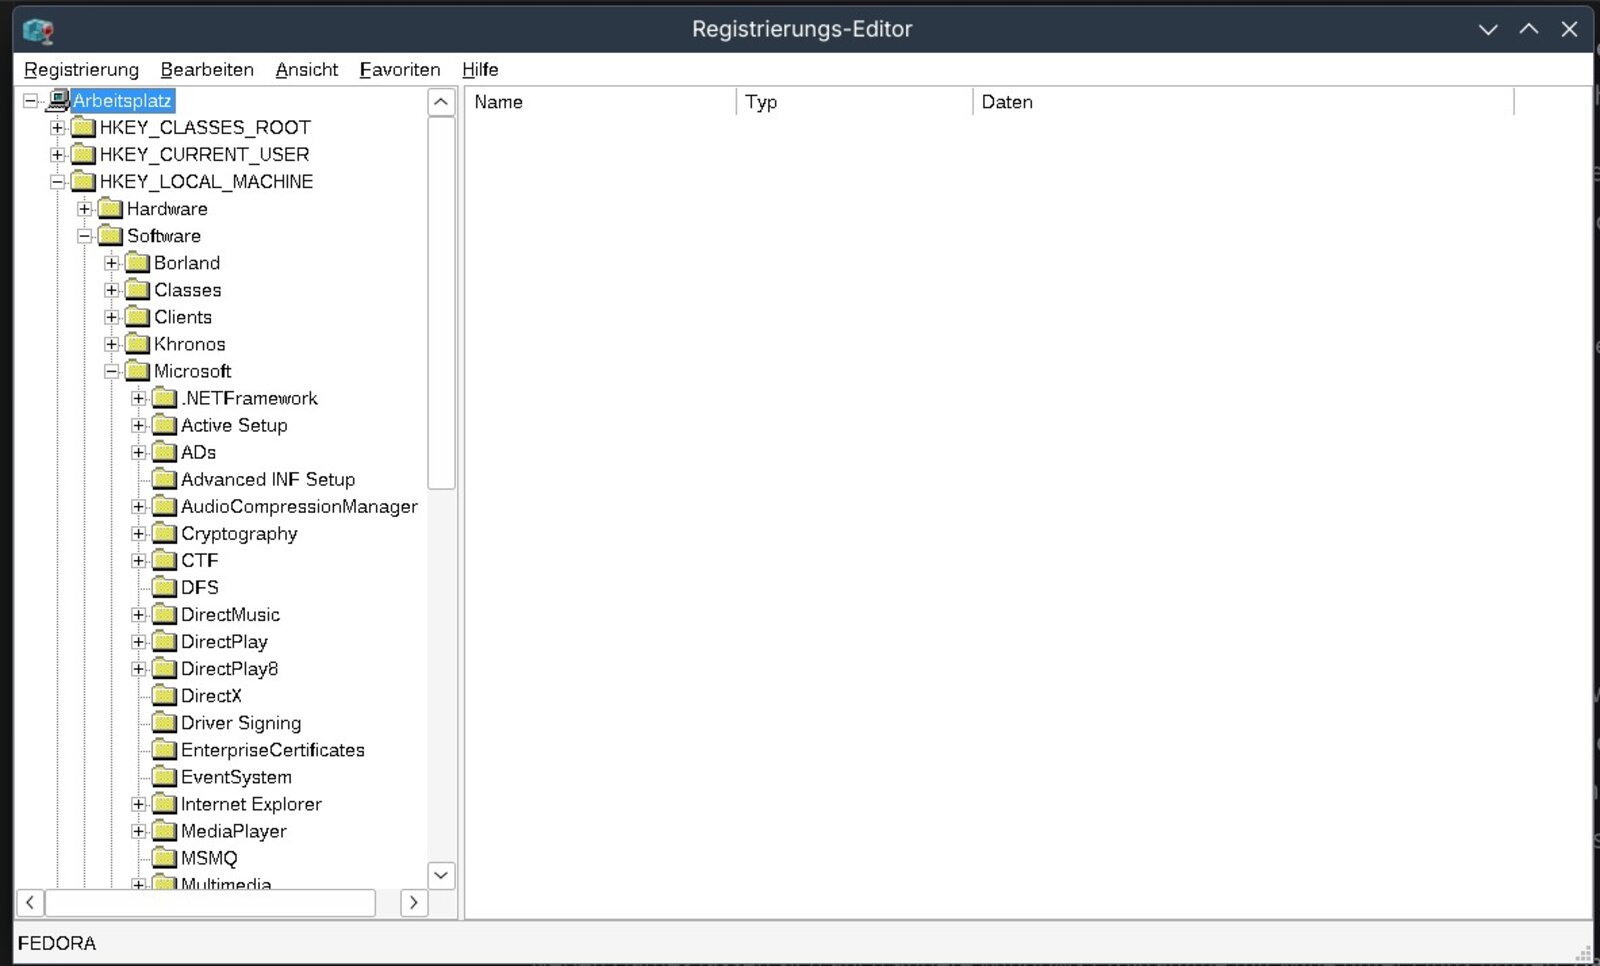 Registrierungs-Editor
Registrierung Bearbeiten Ansicht Favoriten Hilfe
Arbeitsplatz
HKEY_CLASSES_ROOT
HKEY_CURRENT_USER
HKEY_LOCAL_MACHINE
Hardware
Software
Borland
Classes
Clients
Khronos
Microsoft
.NETFramework
Active Setup
ADs
Advanced INF Setup
AudioCompressionManager
Cryptography
CTF
DFS
DirectMusic
DirectPlay
DirectPlay8
DirectX
Driver Signing
EnterpriseCertificates
EventSystem
Internet Explorer
MediaPlayer
MSMQ
Multimedia
Name Typ Daten
FEDORA